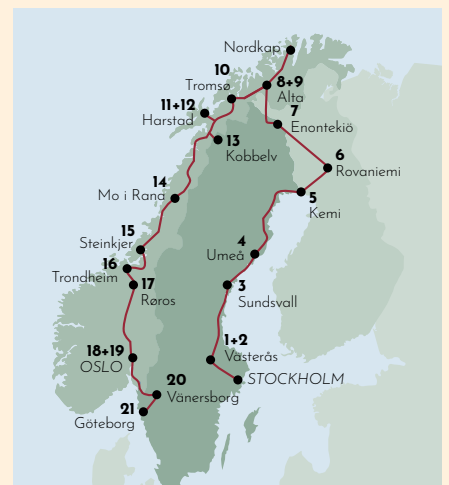 Nordkap
10
Tromsø
8+9
Alta
11+12
Harstad
7
Enontekiö
13
Kobbelv
6
Rovaniemi
14
Mo i Rana
5
Kemi
15
Steinkjer
4
Umeå
16
Trondheim
17
Røros
3
Sundsvall
18+19
OSLO
1+2
Västerås
STOCKHOLM
20
Vänersborg
21
Göteborg